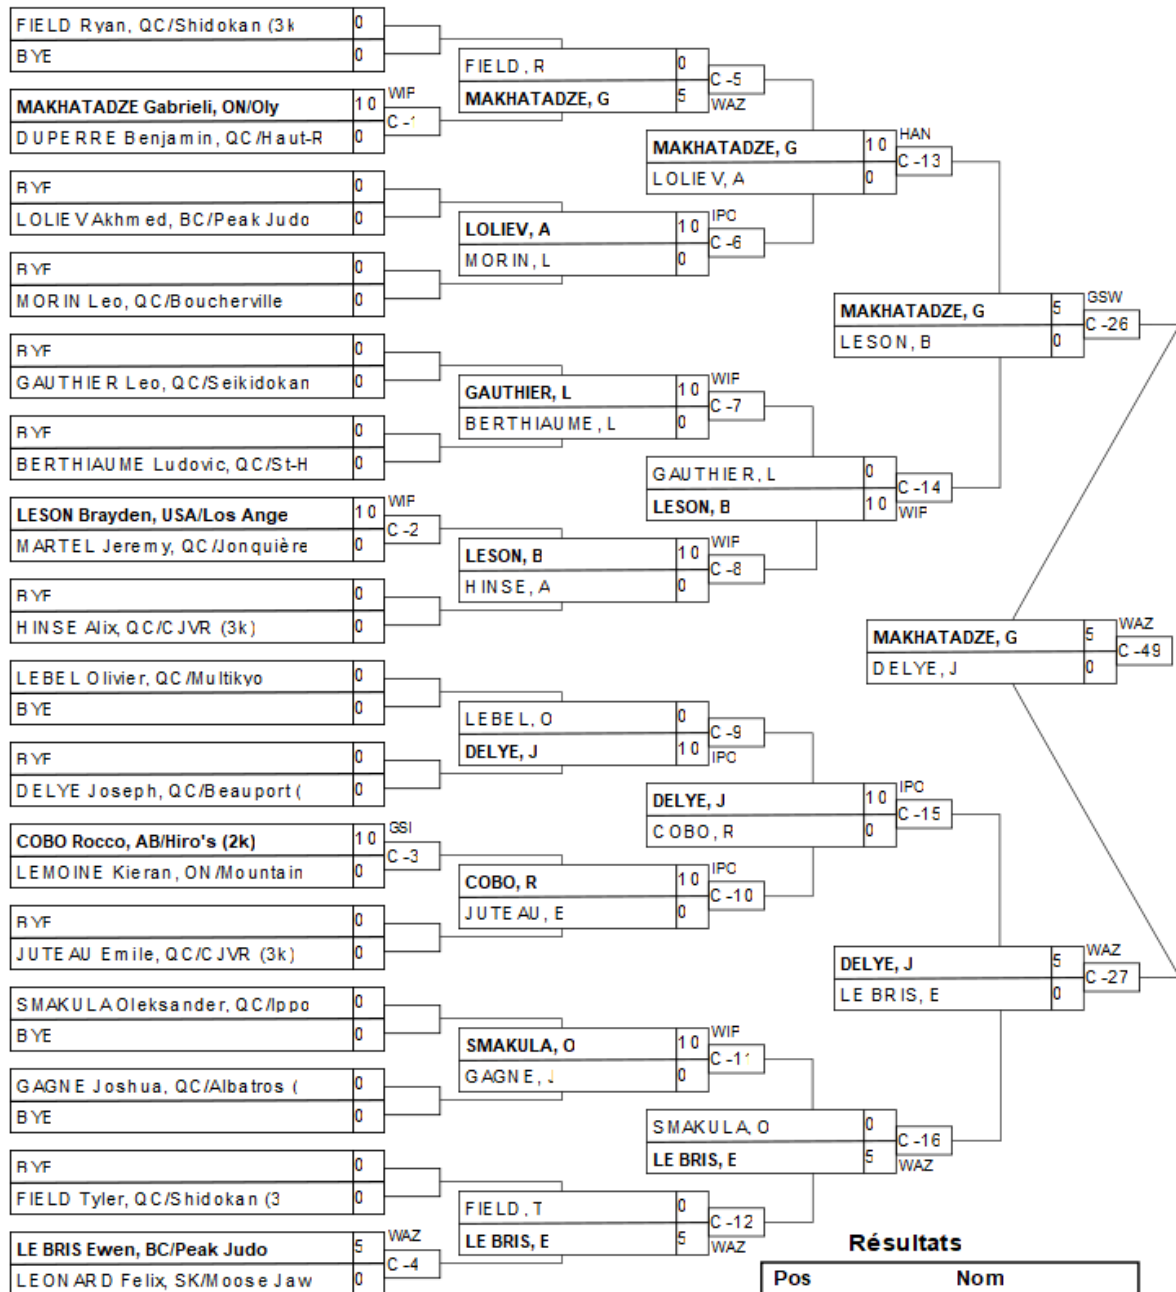 FIELD Ryan, QC/Shidokan (3k 0
BYE 0
MAKHATADZE Gabrieli, ON/Oly 10 WIF
C-1
DUPERRE Benjamin, QC/Haut-R 0
BYE 0
LOLIEV Akhmed, BC/Peak Judo 0
BYE 0
MORIN Leo, QC/Boucherville 0
BYE 0
GAUTHIER Leo, QC/Seikidokan 0
BYE 0
BERTHIAUME Ludovic, QC/St-H 0
LESON Brayden, USA/Los Ange 10 WIF
C-2
MARTEL Jeremy, QC/Jonquière 0
BYE 0
HINSE Alix, QC/CJVR (3k) 0
LEBEL Olivier, QC/Multikyo 0
BYE 0
BYE 0
DELYE Joseph, QC/Beauport ( 0
COBO Rocco, AB/Hiro's (2k) 10 GSI
C-3
LEMOINE Kieran, ON/Mountain 0
BYE 0
JUTEAU Emile, QC/CJVR (3k) 0
SMAKULA Oleksander, QC/Ippo 0
BYE 0
GAGNE Joshua, QC/Albatros ( 0
BYE 0
BYE 0
FIELD Tyler, QC/Shidokan (3 0
LE BRIS Ewen, BC/Peak Judo 5 WAZ
C-4
LEONARD Felix, SK/Moose Jaw 0
FIELD, R 0
C-5
MAKHATADZE, G 5 WAZ
LOLIEV, A 10 IPO
C-6
MORIN, L 0
GAUTHIER, L 10 WIF
C-7
BERTHIAUME, L 0
LESON, B 10 WIF
C-8
HINSE, A 0
LEBEL, O 0
C-9
DELYE, J 10 IPO
COBO, R 10 IPO
C-10
JUTEAU, E 0
SMAKULA, O 10 WIF
C-11
GAGNE, J 0
FIELD, T 0
C-12
LE BRIS, E 5 WAZ
MAKHATADZE, G 10 HAN
C-13
LOLIEV, A 0
GAUTHIER, L 0
C-14
LESON, B 10 WIF
DELYE, J 10 IPO
C-15
COBO, R 0
SMAKULA, O 0
C-16
LE BRIS, E 5 WAZ
MAKHATADZE, G 5 GSW
C-26
LESON, B 0
DELYE, J 5 WAZ
C-27
LE BRIS, E 0
MAKHATADZE, G 5 WAZ
C-49
DELYE, J 0
Résultats
Pos Nom